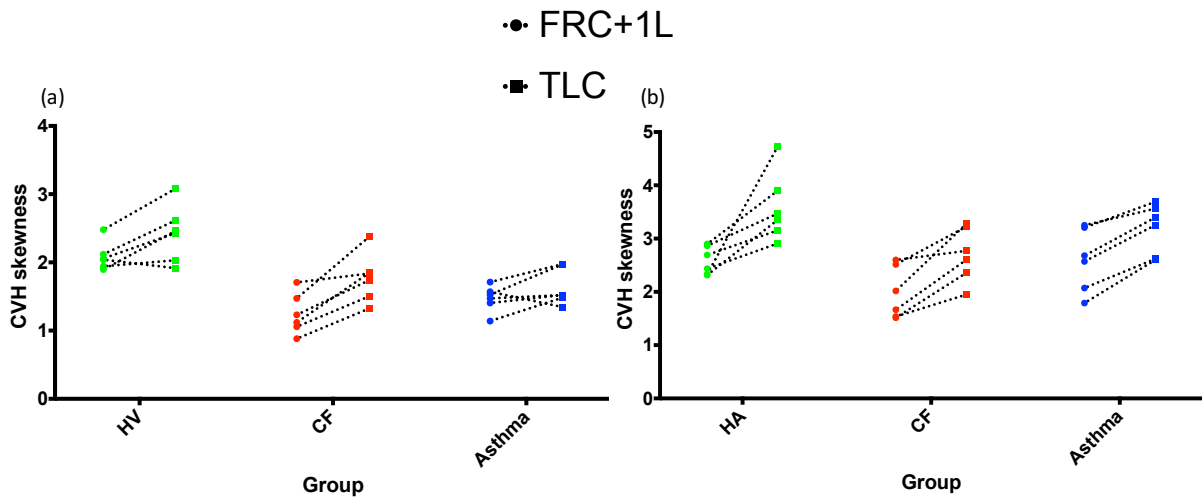 FRC+1L
TLC
(a)
CVH skewness
4
3
2
1
0
HV
CF
Asthma
Group
(b)
CVH skewness
5
4
3
2
1
0
HA
CF
Asthma
Group